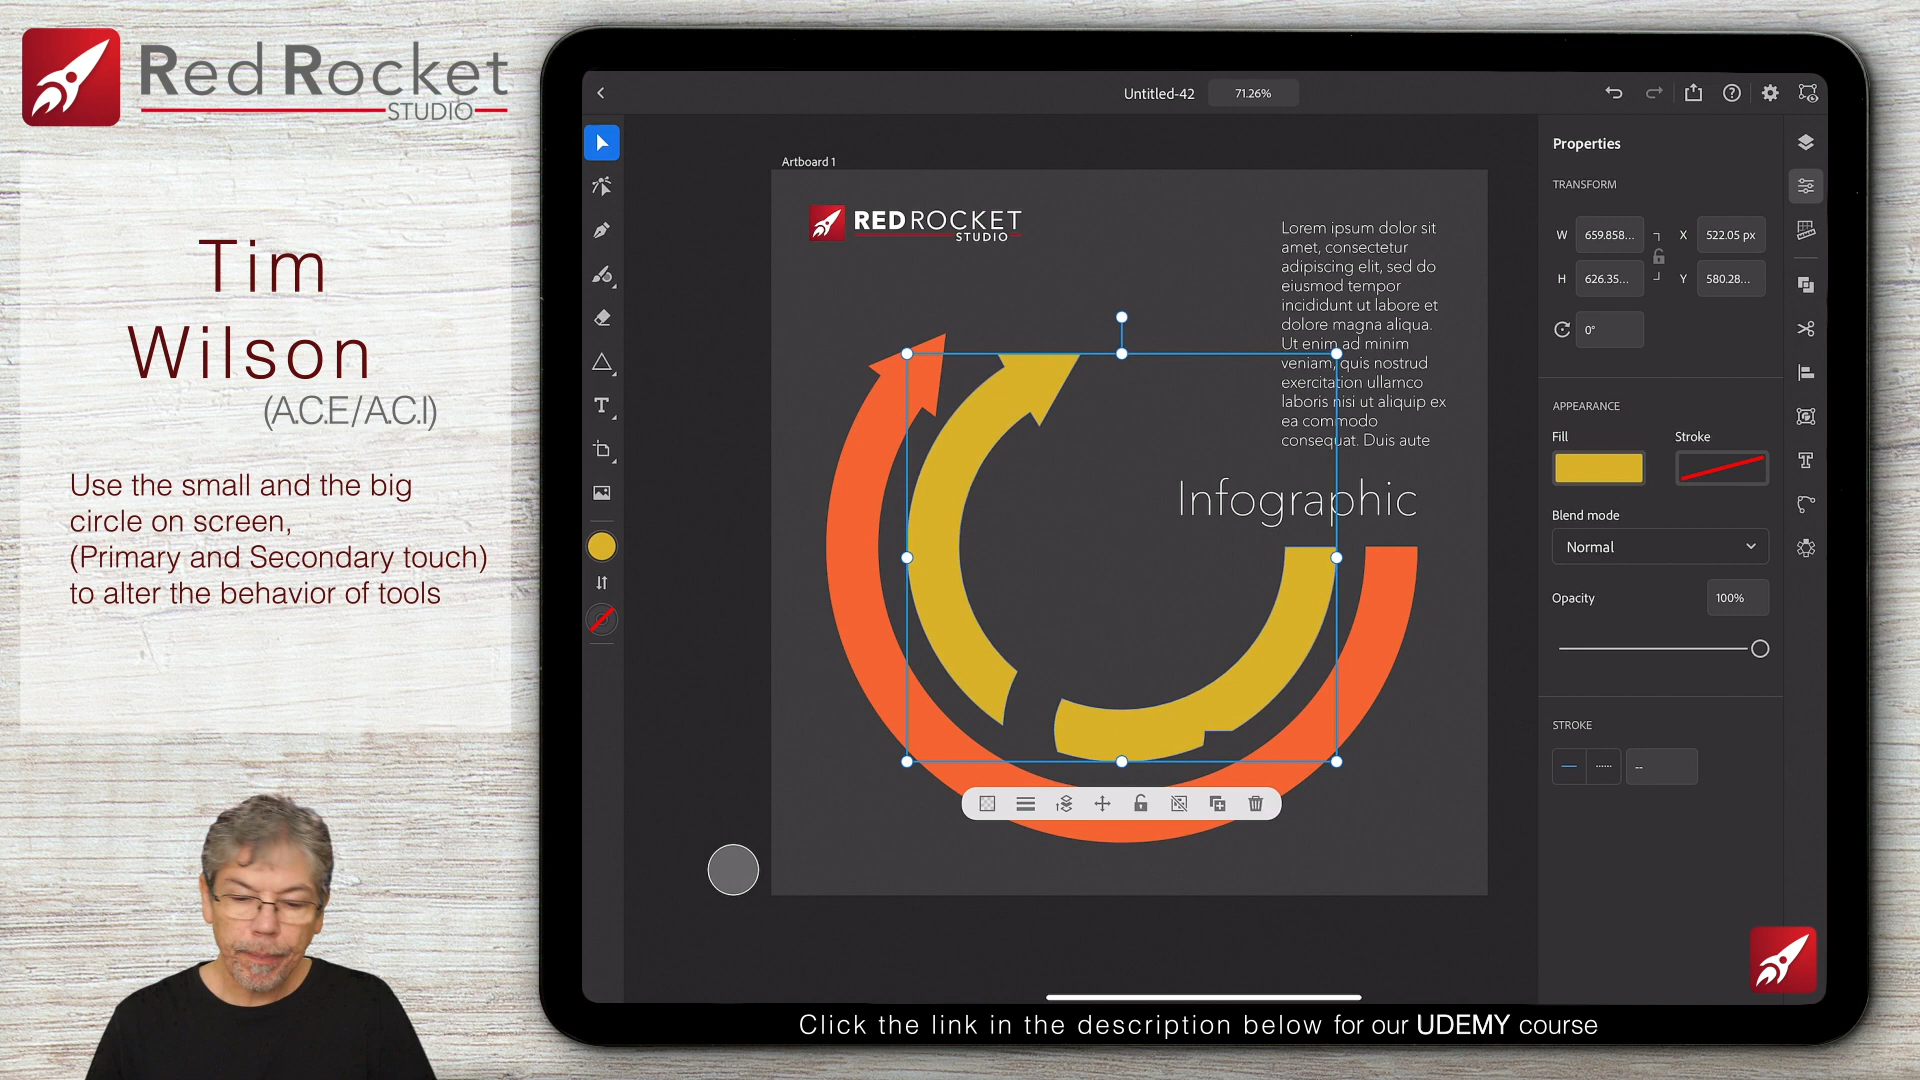 Red Rocket
STUDIO
Tim
Wilson
(A.C.E/A.C.I)
Use the small and the big
circle on screen,
(Primary and Secondary touch)
to alter the behavior of tools
Untitled-42
71.26%
Artboard 1
REDROCKET
STUDIO
Lorem ipsum dolor sit
amet, consectetur
adipiscing elit, sed do
eiusmod tempor
incididunt ut labore et
dolore magna aliqua.
Ut enim ad minim
veniam, quis nostrud
exercitation ullamco
laboris nisi ut aliquip ex
ea commodo
consequat. Duis aute
Infographic
Properties
TRANSFORM
W 659.858... X 522.05 px
H 626.35... Y 580.28...
0°
APPEARANCE
Fill Stroke
Blend mode
Normal
Opacity 100%
STROKE
--
Click the link in the description below for our UDEMY course